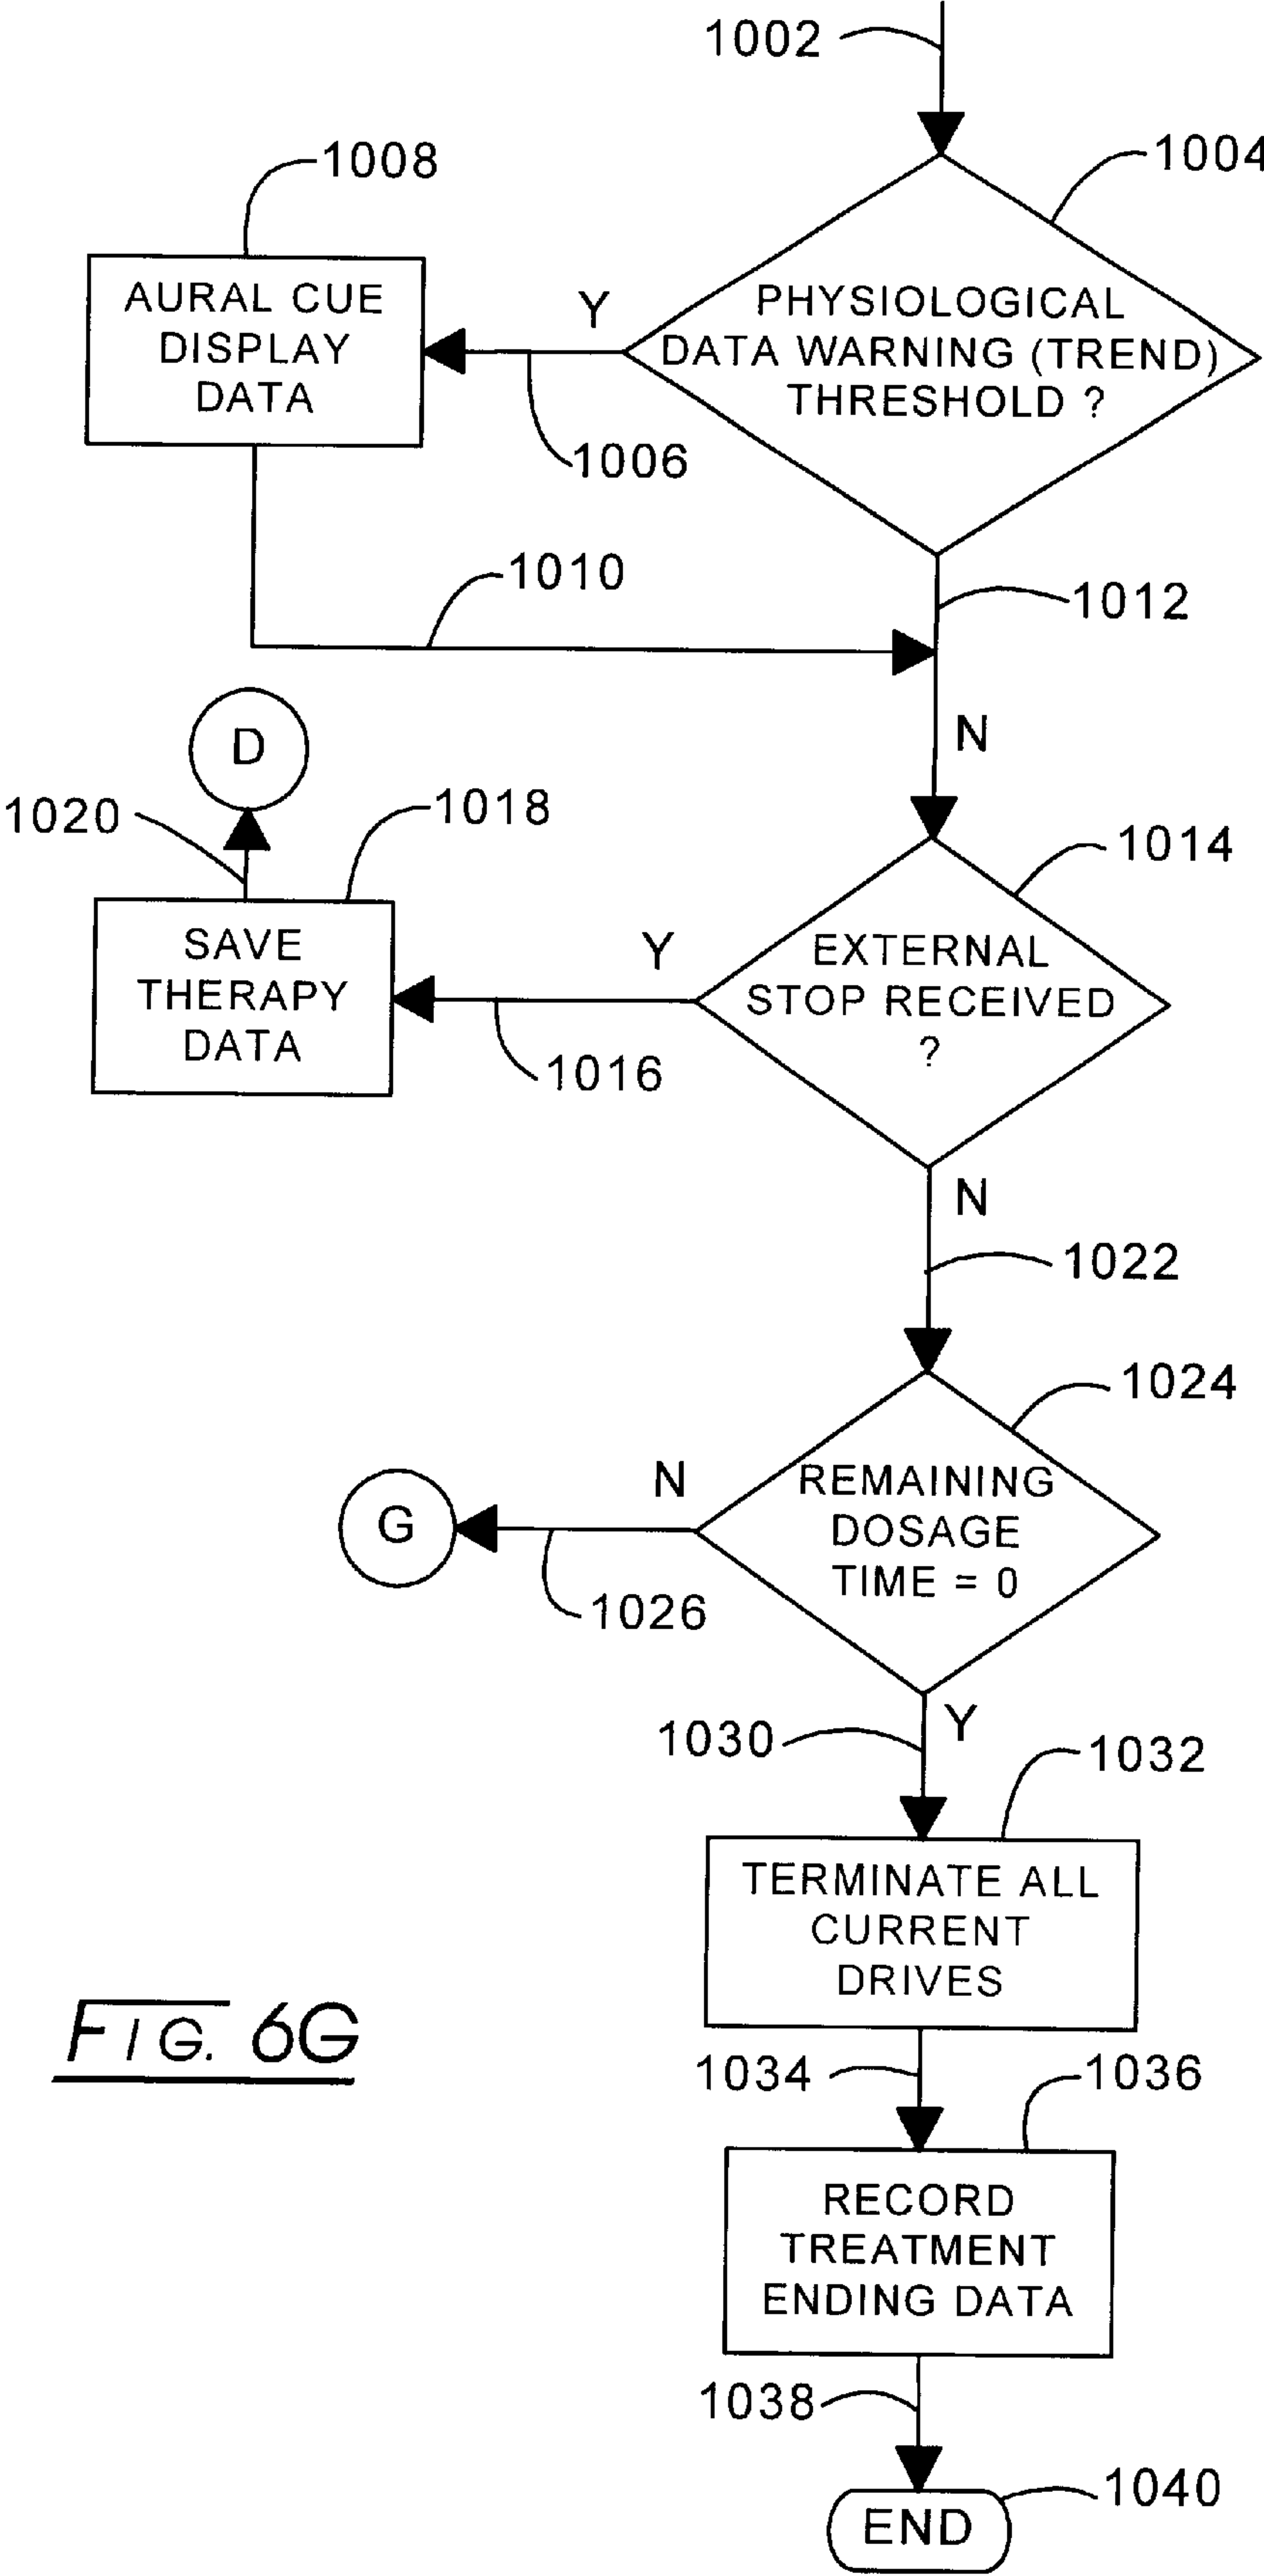 1002
1004
1008
AURAL CUE
DISPLAY
DATA
Y
PHYSIOLOGICAL
DATA WARNING (TREND)
THRESHOLD ?
1006
1010
1012
N
D
1020
1018
1014
SAVE
THERAPY
DATA
Y
EXTERNAL
STOP RECEIVED
?
1016
N
1022
1024
G
N
REMAINING
DOSAGE
TIME = 0
1026
1030
Y
1032
TERMINATE ALL
CURRENT
DRIVES
FIG. 6G
1034
1036
RECORD
TREATMENT
ENDING DATA
1038
1040
END